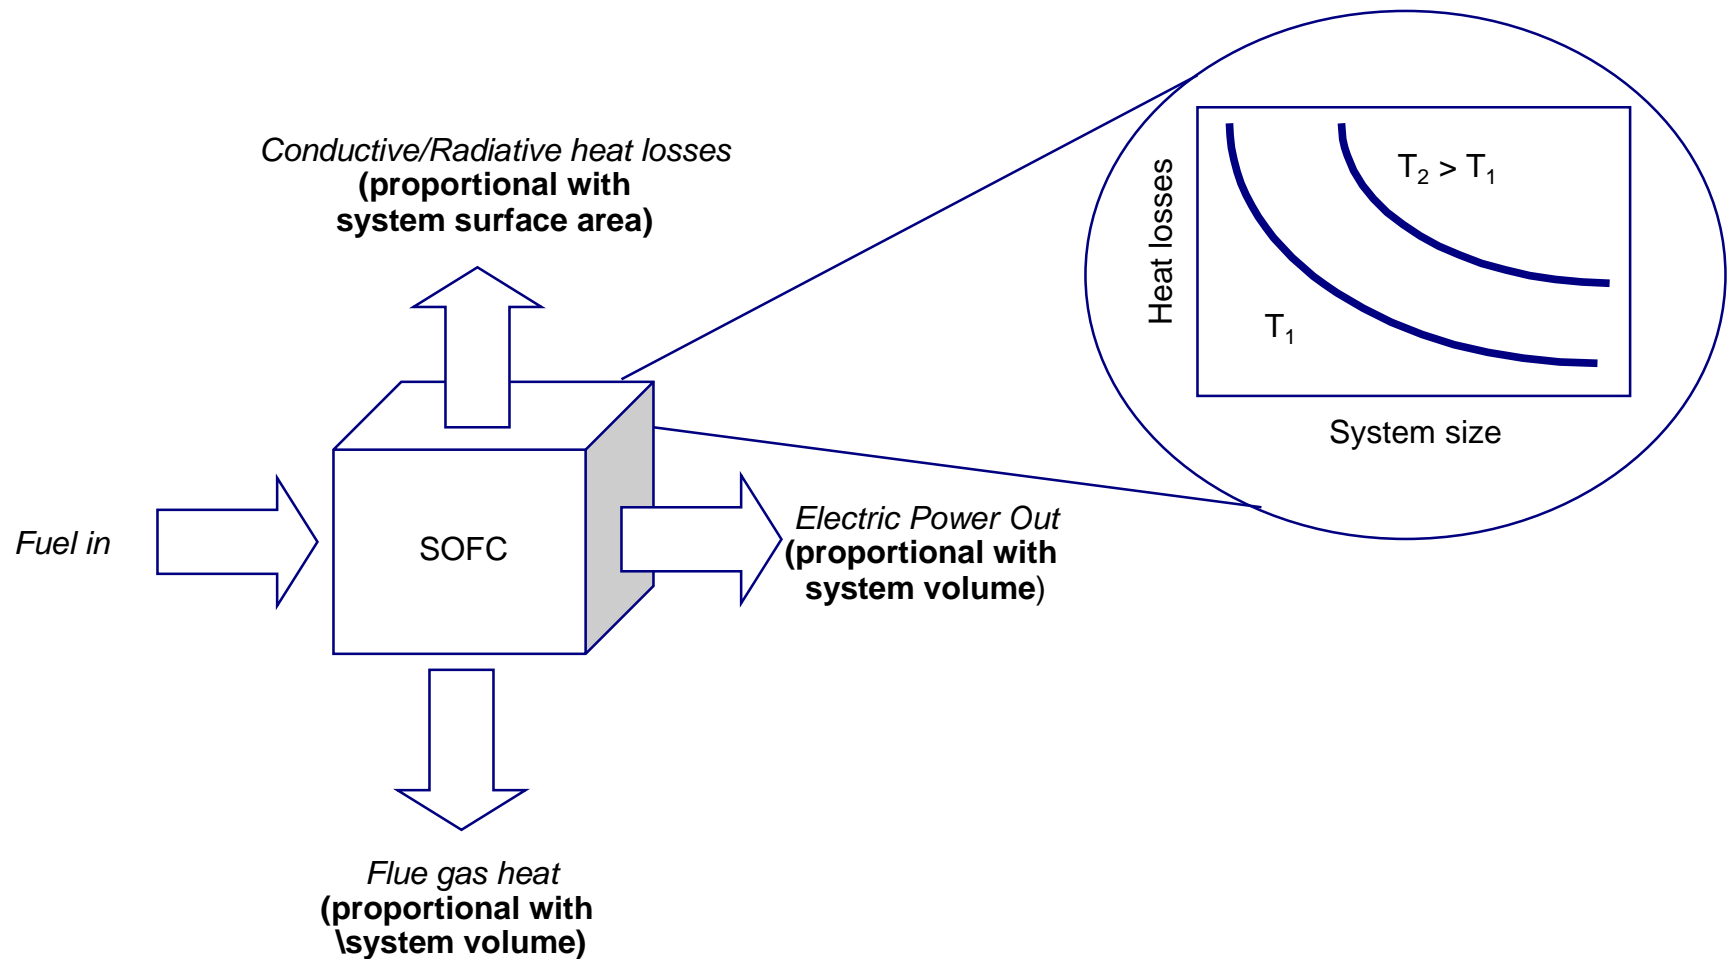 Conductive/Radiative heat losses
(proportional with
system surface area)
Heat losses
T2 > T1
T1
System size
Fuel in
SOFC
Electric Power Out
(proportional with
system volume)
Flue gas heat
(proportional with
\system volume)